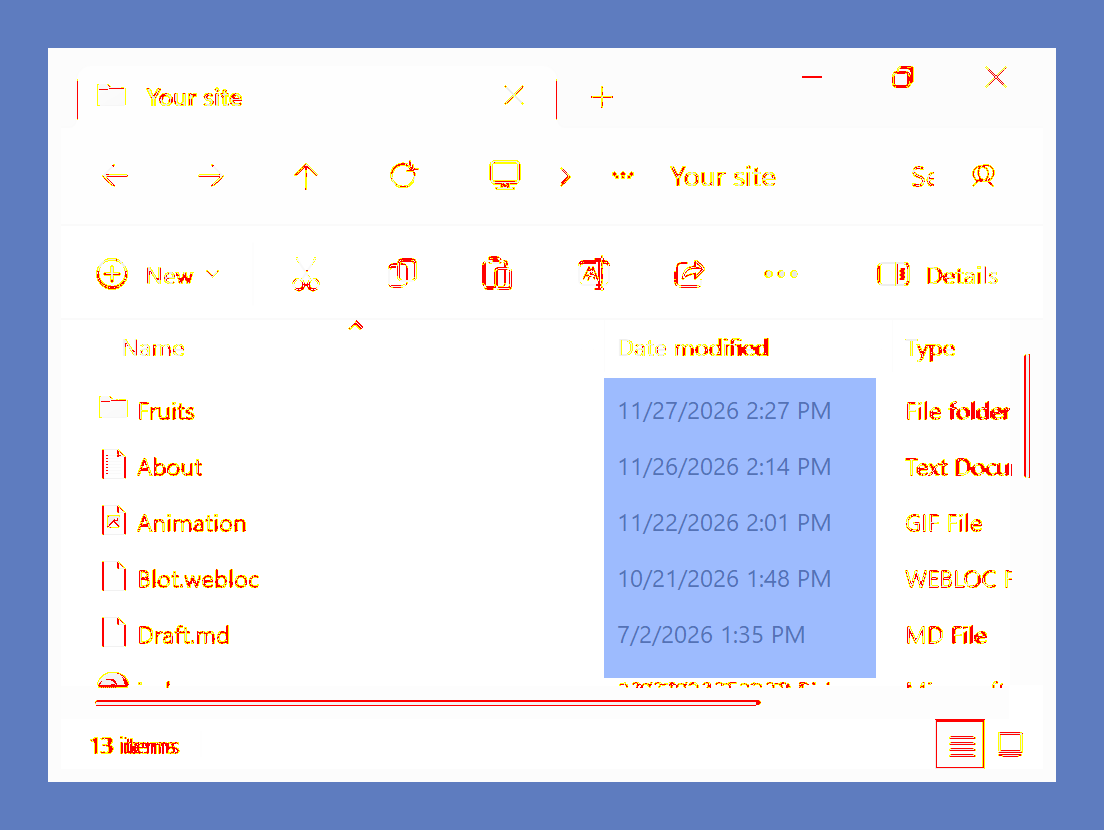 Your site
Your site Se
New Details
Name Date modified Type
Fruits 11/27/2026 2:27 PM File folder
About 11/26/2026 2:14 PM Text Docu
Animation 11/22/2026 2:01 PM GIF File
Blot.webloc 10/21/2026 1:48 PM WEBLOC F
Draft.md 7/2/2026 1:35 PM MD File
13 items